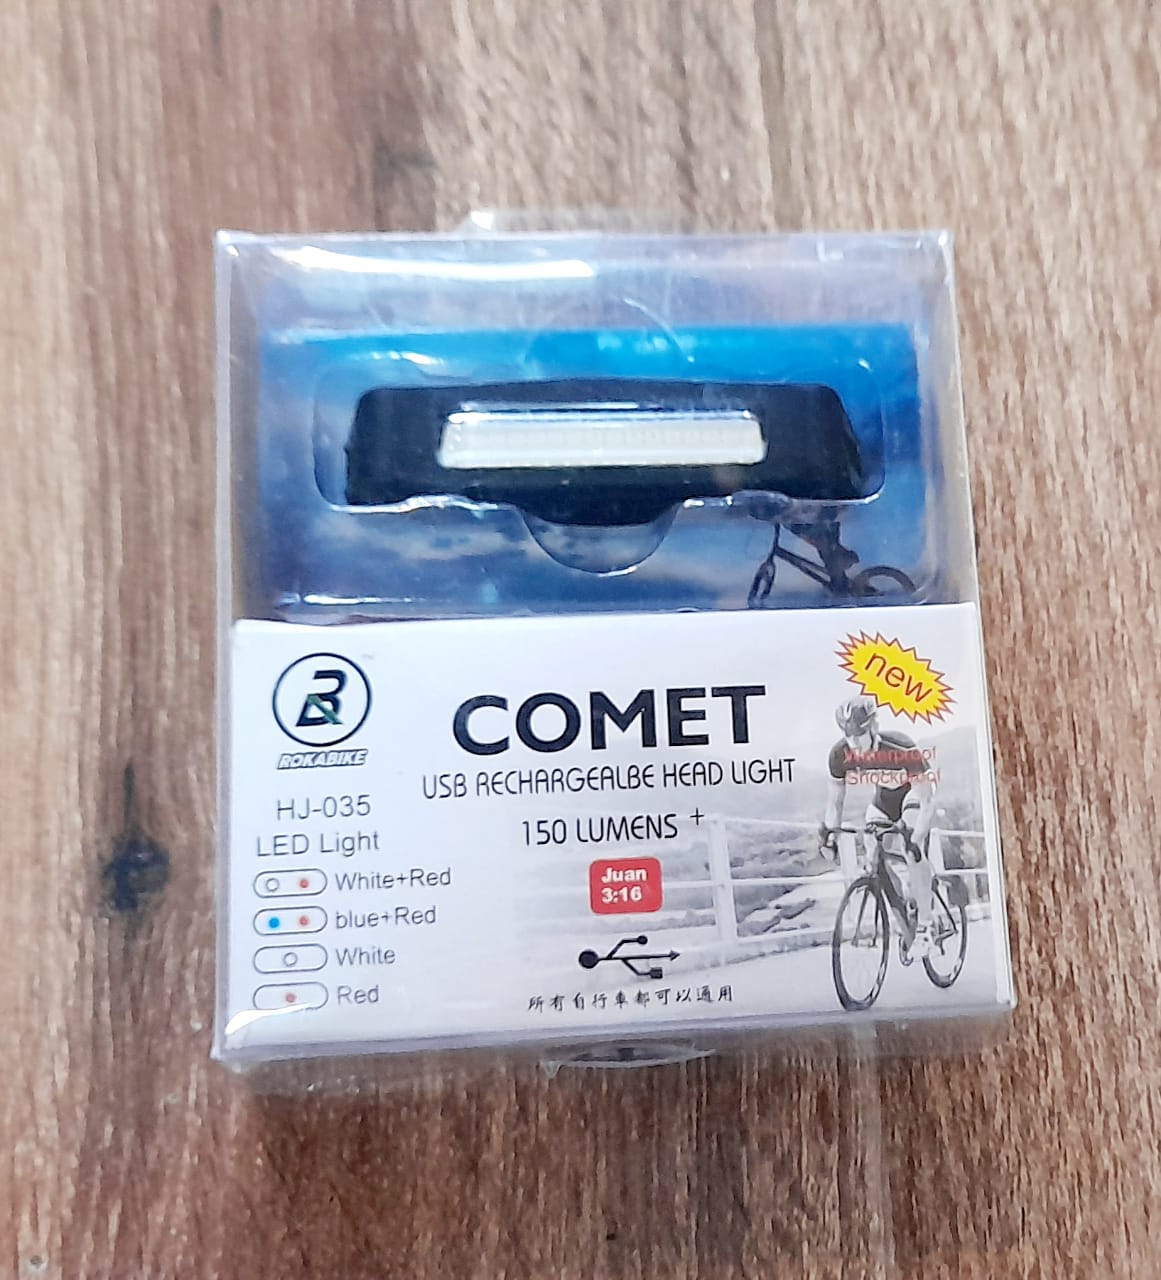 new
ROKABIKE
COMET
USB RECHARGEALBE HEAD LIGHT
Shockproof
HJ-035
150 LUMENS +
LED Light
White+Red
blue+Red
White
Red
Juan
3:16
所有自行車都可以通用